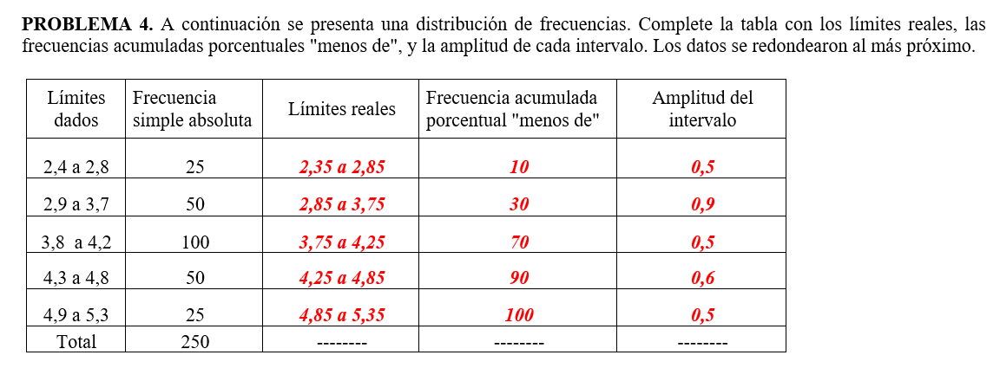 PROBLEMA 4. A continuación se presenta una distribución de frecuencias. Complete la tabla con los límites reales, las
frecuencias acumuladas porcentuales "menos de", y la amplitud de cada intervalo. Los datos se redondearon al más próximo.
Límites dados Frecuencia simple absoluta Límites reales Frecuencia acumulada porcentual "menos de" Amplitud del intervalo
2,4 a 2,8 25 2,35 a 2,85 10 0,5
2,9 a 3,7 50 2,85 a 3,75 30 0,9
3,8 a 4,2 100 3,75 a 4,25 70 0,5
4,3 a 4,8 50 4,25 a 4,85 90 0,6
4,9 a 5,3 25 4,85 a 5,35 100 0,5
Total 250 -------- -------- --------